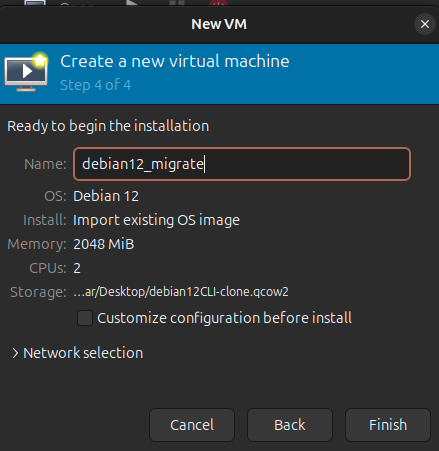 New VM
Create a new virtual machine
Step 4 of 4
Ready to begin the installation
Name: debian12_migrate
OS: Debian 12
Install: Import existing OS image
Memory: 2048 MiB
CPUs: 2
Storage: ...ar/Desktop/debian12CLI-clone.qcow2
Customize configuration before install
Network selection
Cancel Back Finish